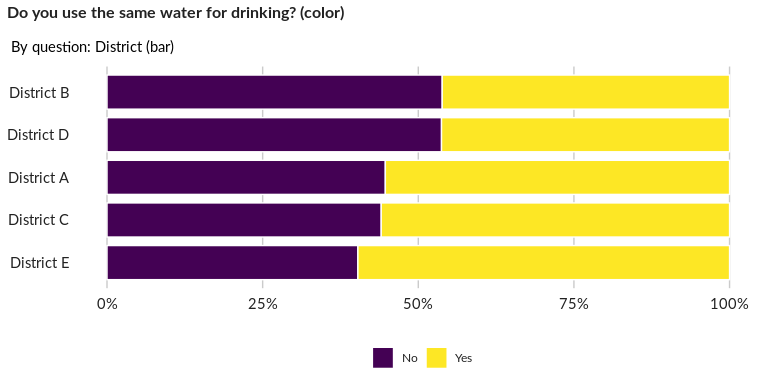 Do you use the same water for drinking? (color)
By question: District (bar)
District B
District D
District A
District C
District E
0% 25% 50% 75% 100%
No Yes